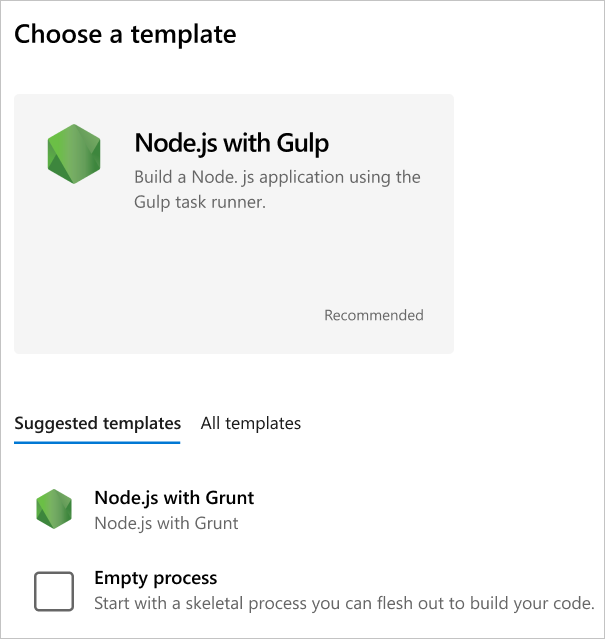 Choose a template
Node.js with Gulp
Build a Node. js application using the
Gulp task runner.
Recommended
Suggested templates
All templates
Node.js with Grunt
Node.js with Grunt
Empty process
Start with a skeletal process you can flesh out to build your code.